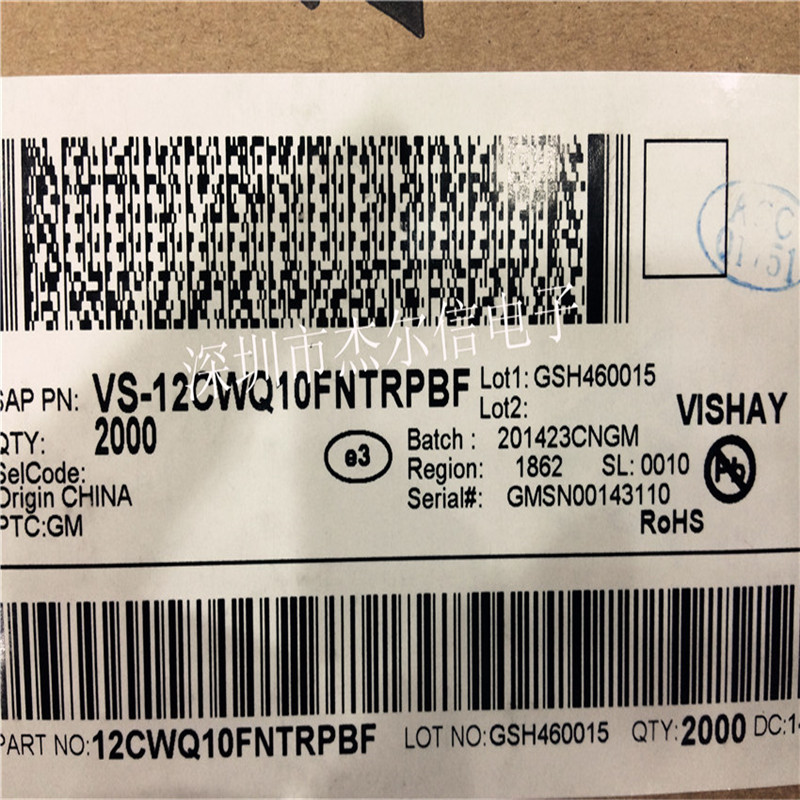 深圳市杰尔信电子
SAP PN: VS-12CWQ10FNTRPBF Lot1: GSH460015
Lot2:
QTY: 2000
VISHAY
e3
Batch : 201423CNGM
SelCode:
Region: 1862 SL: 0010
Pb
Origin CHINA
Serial#: GMSN00143110
PTC:GM
RoHS
PART NO: 12CWQ10FNTRPBF LOT NO: GSH460015 QTY: 2000 DC: